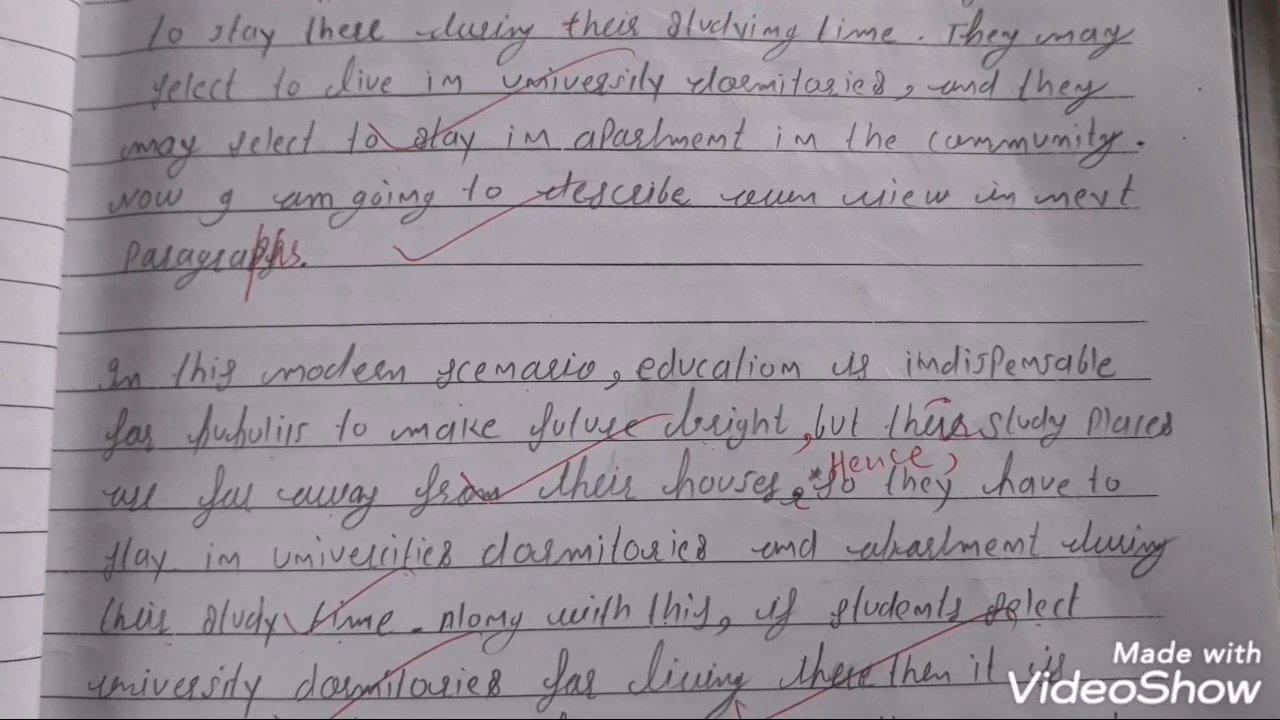 to stay there during their studying time. They may
select to live in university dormitories, and they
may select to stay in apartment in the community.
Now I am going to describe own view in next
Paragraphs.
In this modern scenario, education is indispensable
for pupulis to make future bright, but their study places
Hence,
are far away from their houses, so they have to
stay in univercities dormitories and apartment during
their study time. Along with this, if students select
university dormitories for living there then it is
Made with
VideoShow